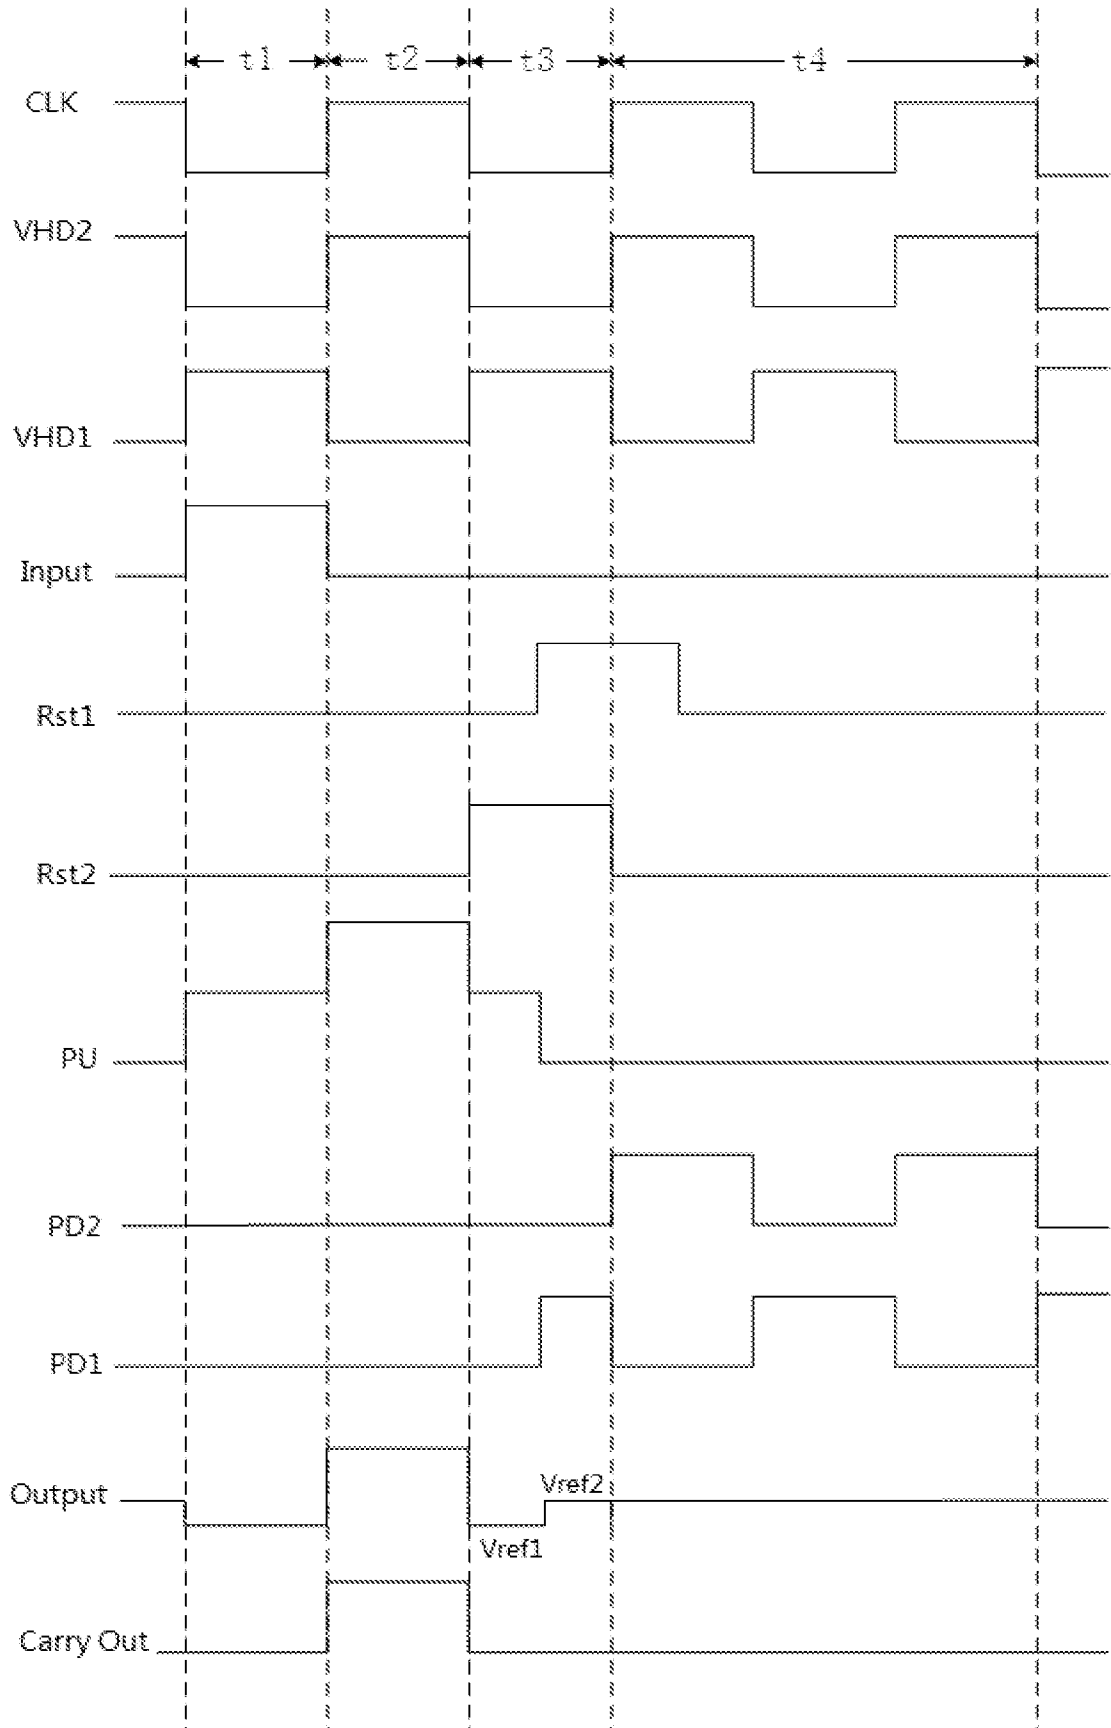 t1 t2 t3 t4
CLK
VHD2
VHD1
Input
Rst1
Rst2
PU
PD2
PD1
Output
Vref2
Vref1
Carry Out